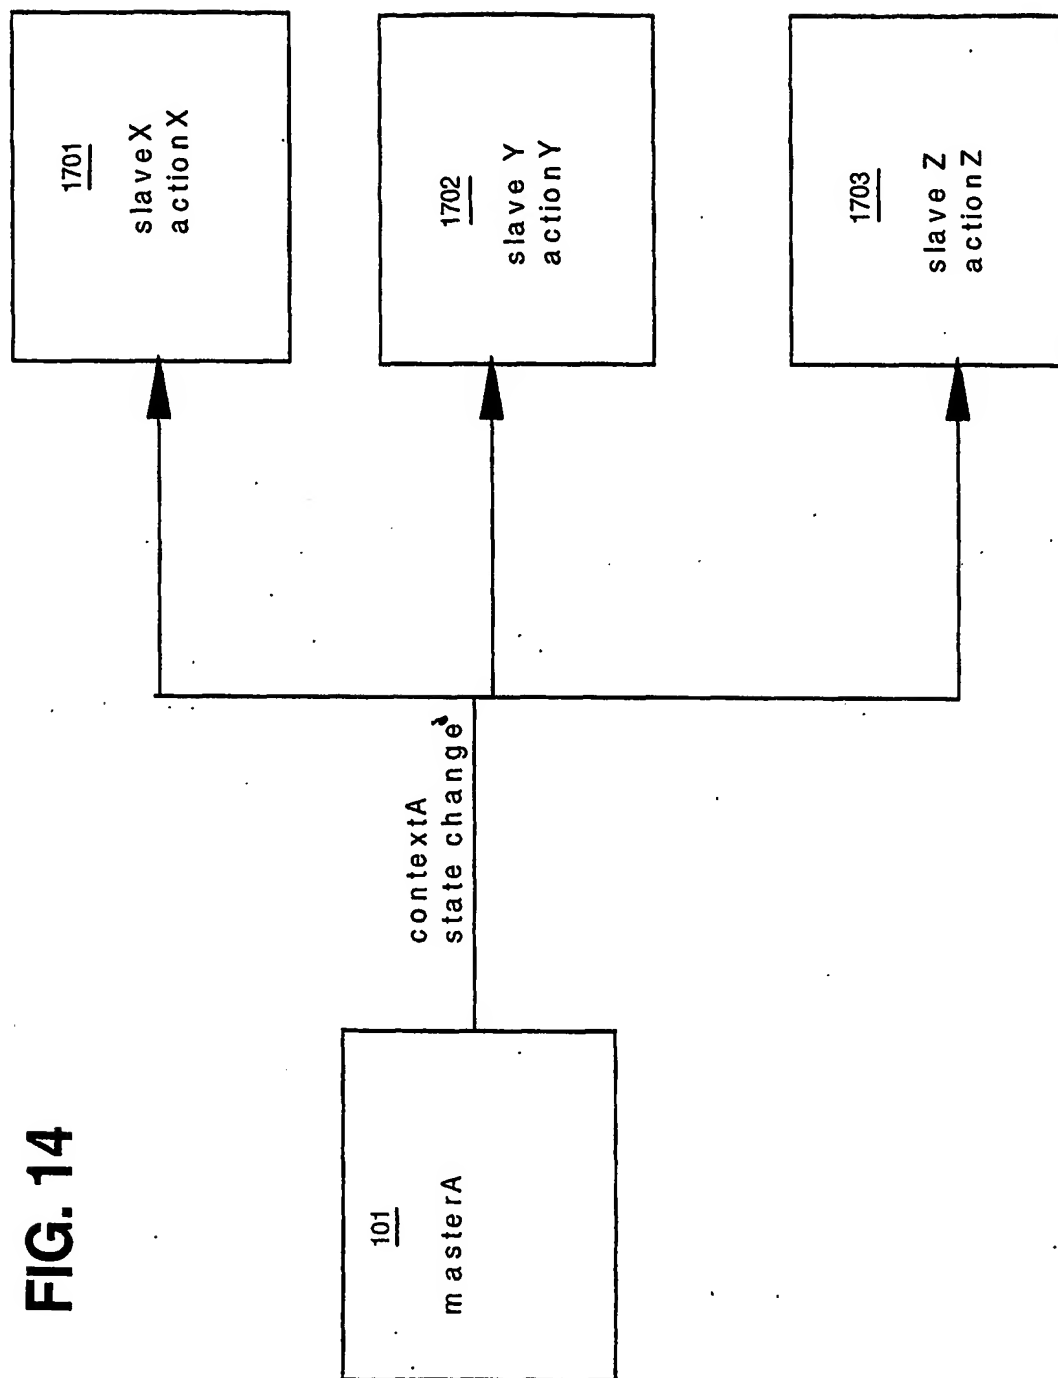 FIG. 14
101
masterA
contextA
state change
1701
slaveX
actionX
1702
slave Y
actionY
1703
slave Z
actionZ